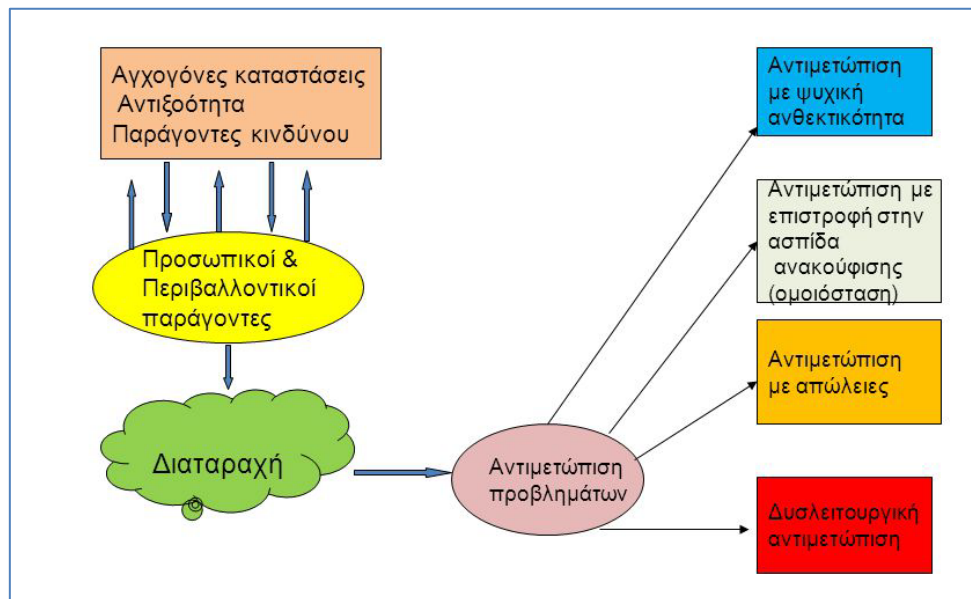 Αγχογόνες καταστάσεις
Αντιξοότητα
Παράγοντες κινδύνου
Προσωπικοί &
Περιβαλλοντικοί
παράγοντες
Διαταραχή
Αντιμετώπιση
προβλημάτων
Αντιμετώπιση
με ψυχική
ανθεκτικότητα
Αντιμετώπιση με
επιστροφή στην
ασπίδα
ανακούφισης
(ομοιόσταση)
Αντιμετώπιση
με απώλειες
Δυσλειτουργική
αντιμετώπιση